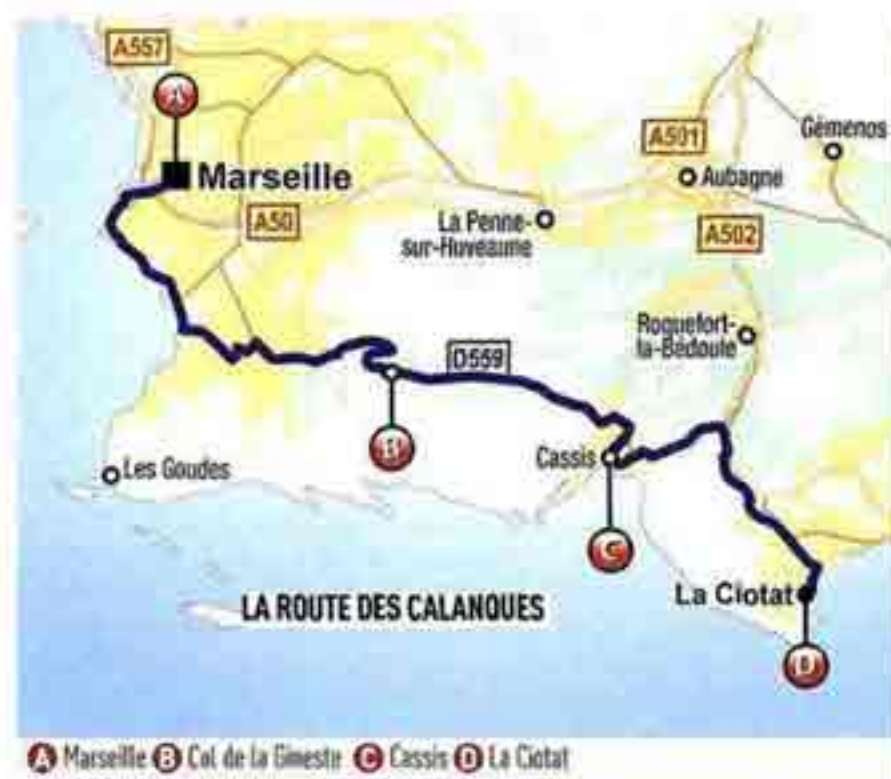 A557
A
Marseille
A50
La Penne-
sur-Huveaume
A501
Aubagne
Gémenos
A502
Roquefort-
la-Bédoule
D559
B
Cassis
Les Goudes
C
LA ROUTE DES CALANQUES
La Ciotat
D
A Marseille B Col de la Gineste C Cassis D La Ciotat